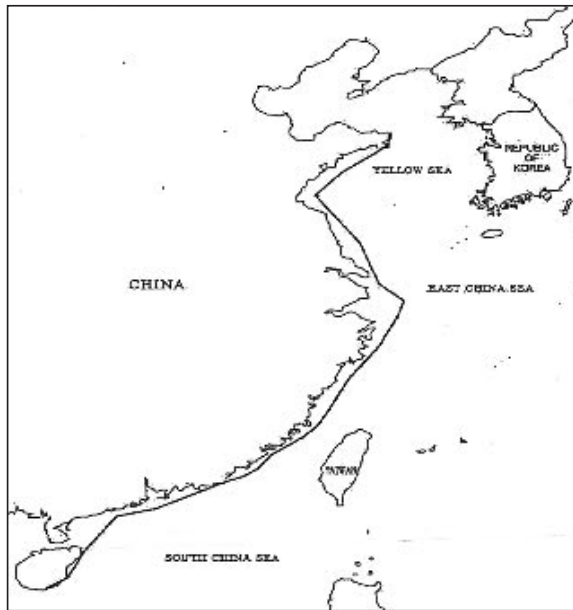 REPUBLIC
OF
KOREA
YELLOW SEA
CHINA
EAST CHINA SEA
TAIWAN
SOUTH CHINA SEA